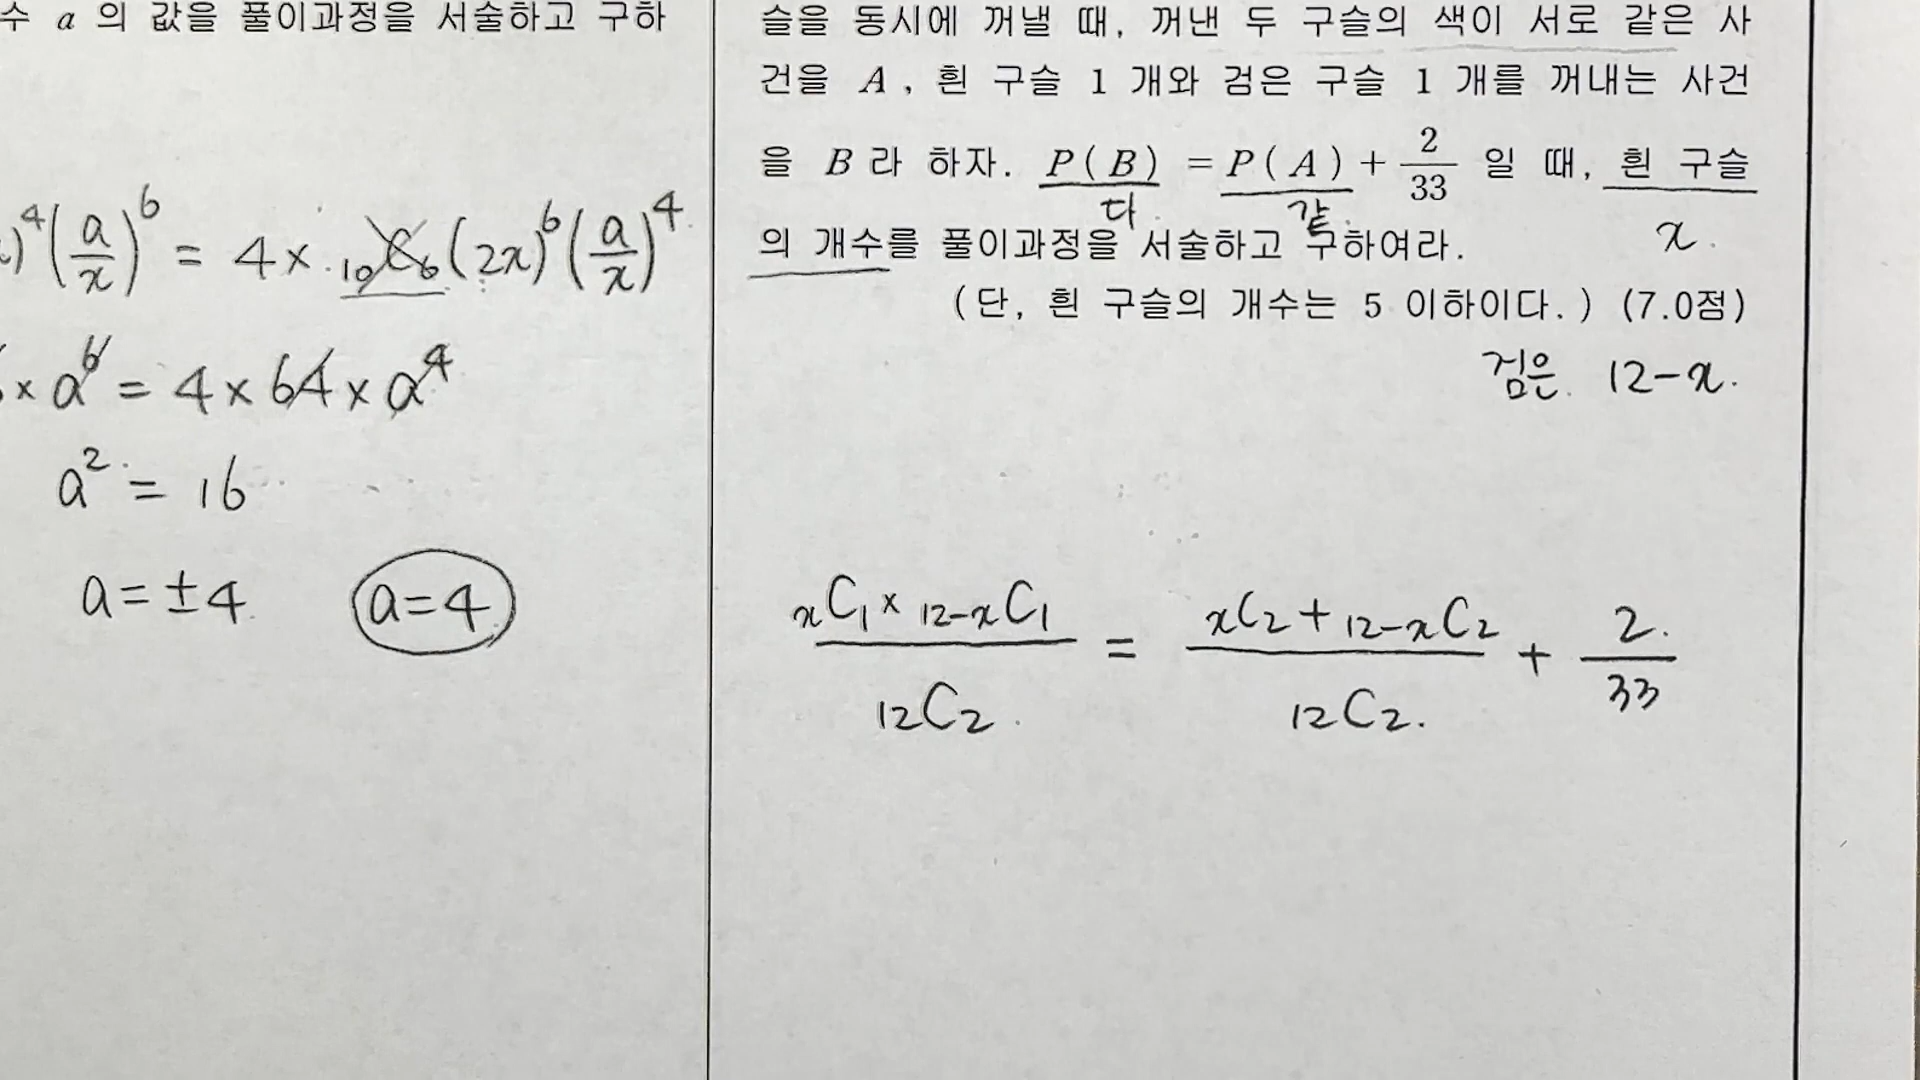 수 a 의 값을 풀이과정을 서술하고 구하
)⁴(a/x)⁶ = 4 × ₁₀C₆ (2x)⁶ (a/x)⁴
× a⁶ = 4 × 64 × a⁴
a² = 16
a = ±4 a = 4
슬을 동시에 꺼낼 때, 꺼낸 두 구슬의 색이 서로 같은 사
건을 A, 흰 구슬 1 개와 검은 구슬 1 개를 꺼내는 사건
을 B 라 하자. P(B) = P(A) + 2/33 일 때, 흰 구슬
다. 같. x.
의 개수를 풀이과정을 서술하고 구하여라.
(단, 흰 구슬의 개수는 5 이하이다.) (7.0점)
검은. 12-x.
ₓC₁ × ₁₂₋ₓC₁ / ₁₂C₂. = ₓC₂ + ₁₂₋ₓC₂ / ₁₂C₂. + 2. / 33